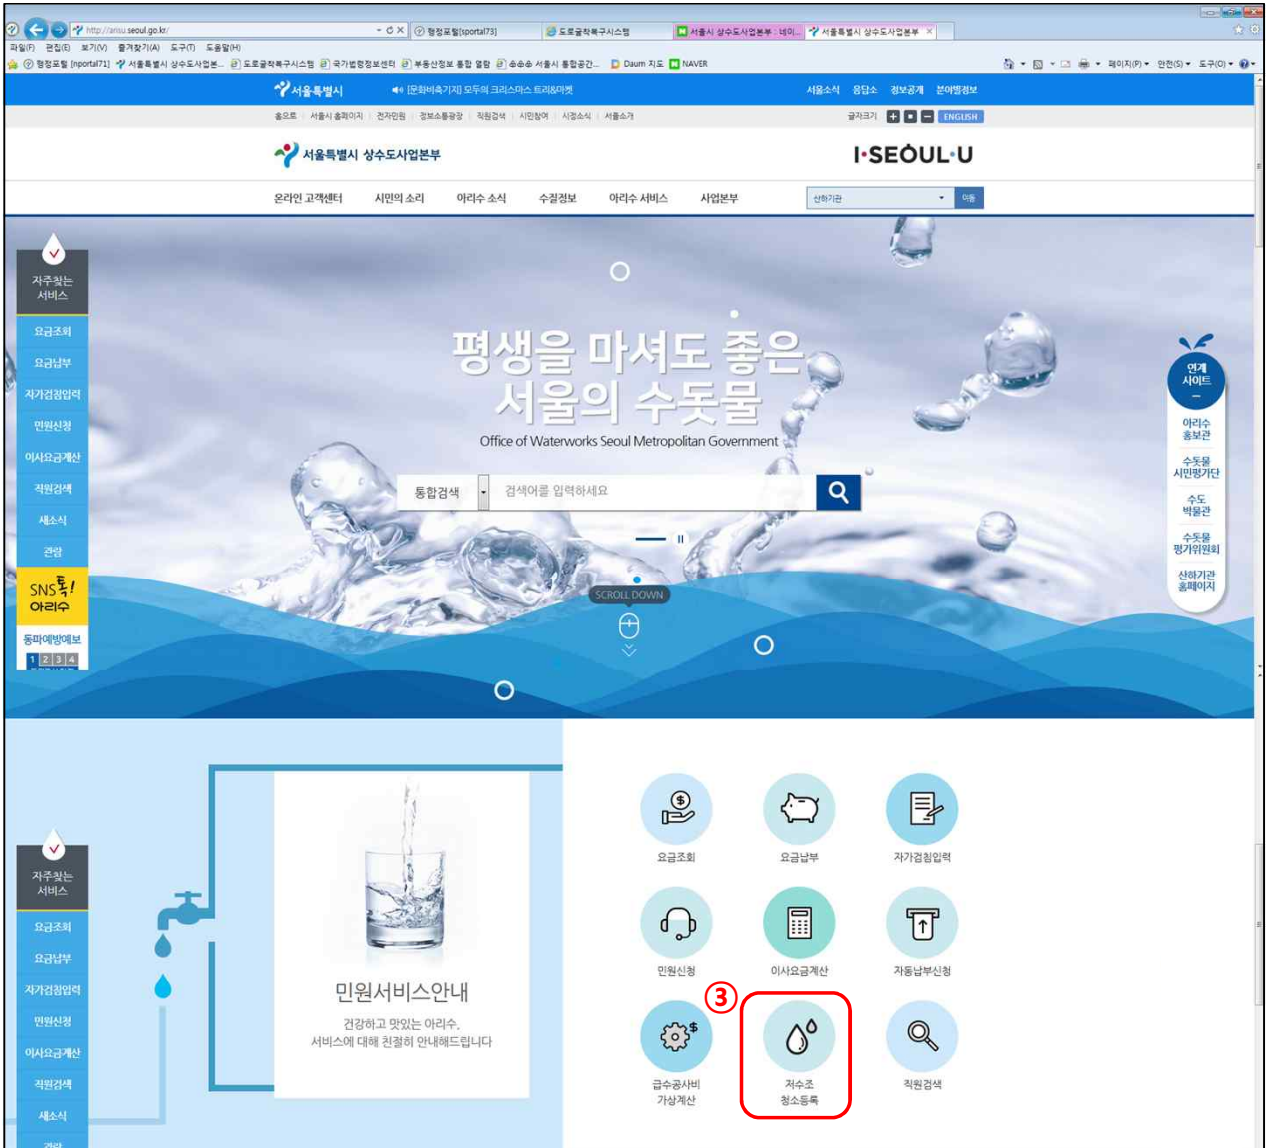 http://arisu.seoul.go.kr/
행정포털[sportal73]
도로굴착복구시스템
서울시 상수도사업본부 : 네이...
서울특별시 상수도사업본부
파일(F) 편집(E) 보기(V) 즐겨찾기(A) 도구(T) 도움말(H)
행정포털 [nportal71] 서울특별시 상수도사업본... 도로굴착복구시스템 국가법령정보센터 부동산정보 통합 열람 서울시 통합공간... Daum 지도 NAVER
페이지(P) 안전(S) 도구(O)
서울특별시 [문화비축기지] 모두의 크리스마스 트리&마켓 서울소식 응답소 정보공개 분야별정보
홈으로 서울시 홈페이지 전자민원 정보소통광장 직원검색 시민참여 시정소식 서울소개 글자크기 ENGLISH
서울특별시 상수도사업본부 I·SEOUL·U
온라인 고객센터 시민의 소리 아리수 소식 수질정보 아리수 서비스 사업본부 산하기관 이동
자주찾는
서비스
요금조회
요금납부
자가검침입력
민원신청
이사요금계산
직원검색
새소식
관람
SNS톡!
아리수
동파예방예보
1 2 3 4
평생을 마셔도 좋은
서울의 수돗물
Office of Waterworks Seoul Metropolitan Government
통합검색 검색어를 입력하세요
SCROLL DOWN
연계
사이트
아리수
홍보관
수돗물
시민평가단
수도
박물관
수돗물
평가위원회
산하기관
홈페이지
자주찾는
서비스
요금조회
요금납부
자가검침입력
민원신청
이사요금계산
직원검색
새소식
관람
민원서비스안내
건강하고 맛있는 아리수,
서비스에 대해 친절히 안내해드립니다
요금조회 요금납부 자가검침입력
민원신청 이사요금계산 자동납부신청
③
급수공사비
가상계산
저수조
청소등록
직원검색